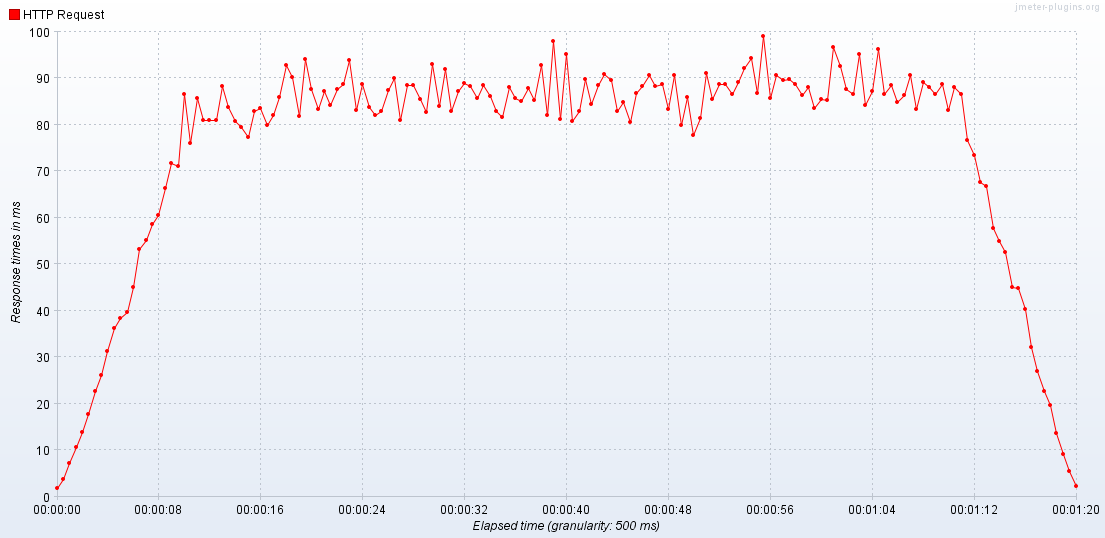 HTTP Request
jmeter-plugins.org
100
90
80
70
60
50
40
30
20
10
0
Response times in ms
00:00:00 00:00:08 00:00:16 00:00:24 00:00:32 00:00:40 00:00:48 00:00:56 00:01:04 00:01:12 00:01:20
Elapsed time (granularity: 500 ms)